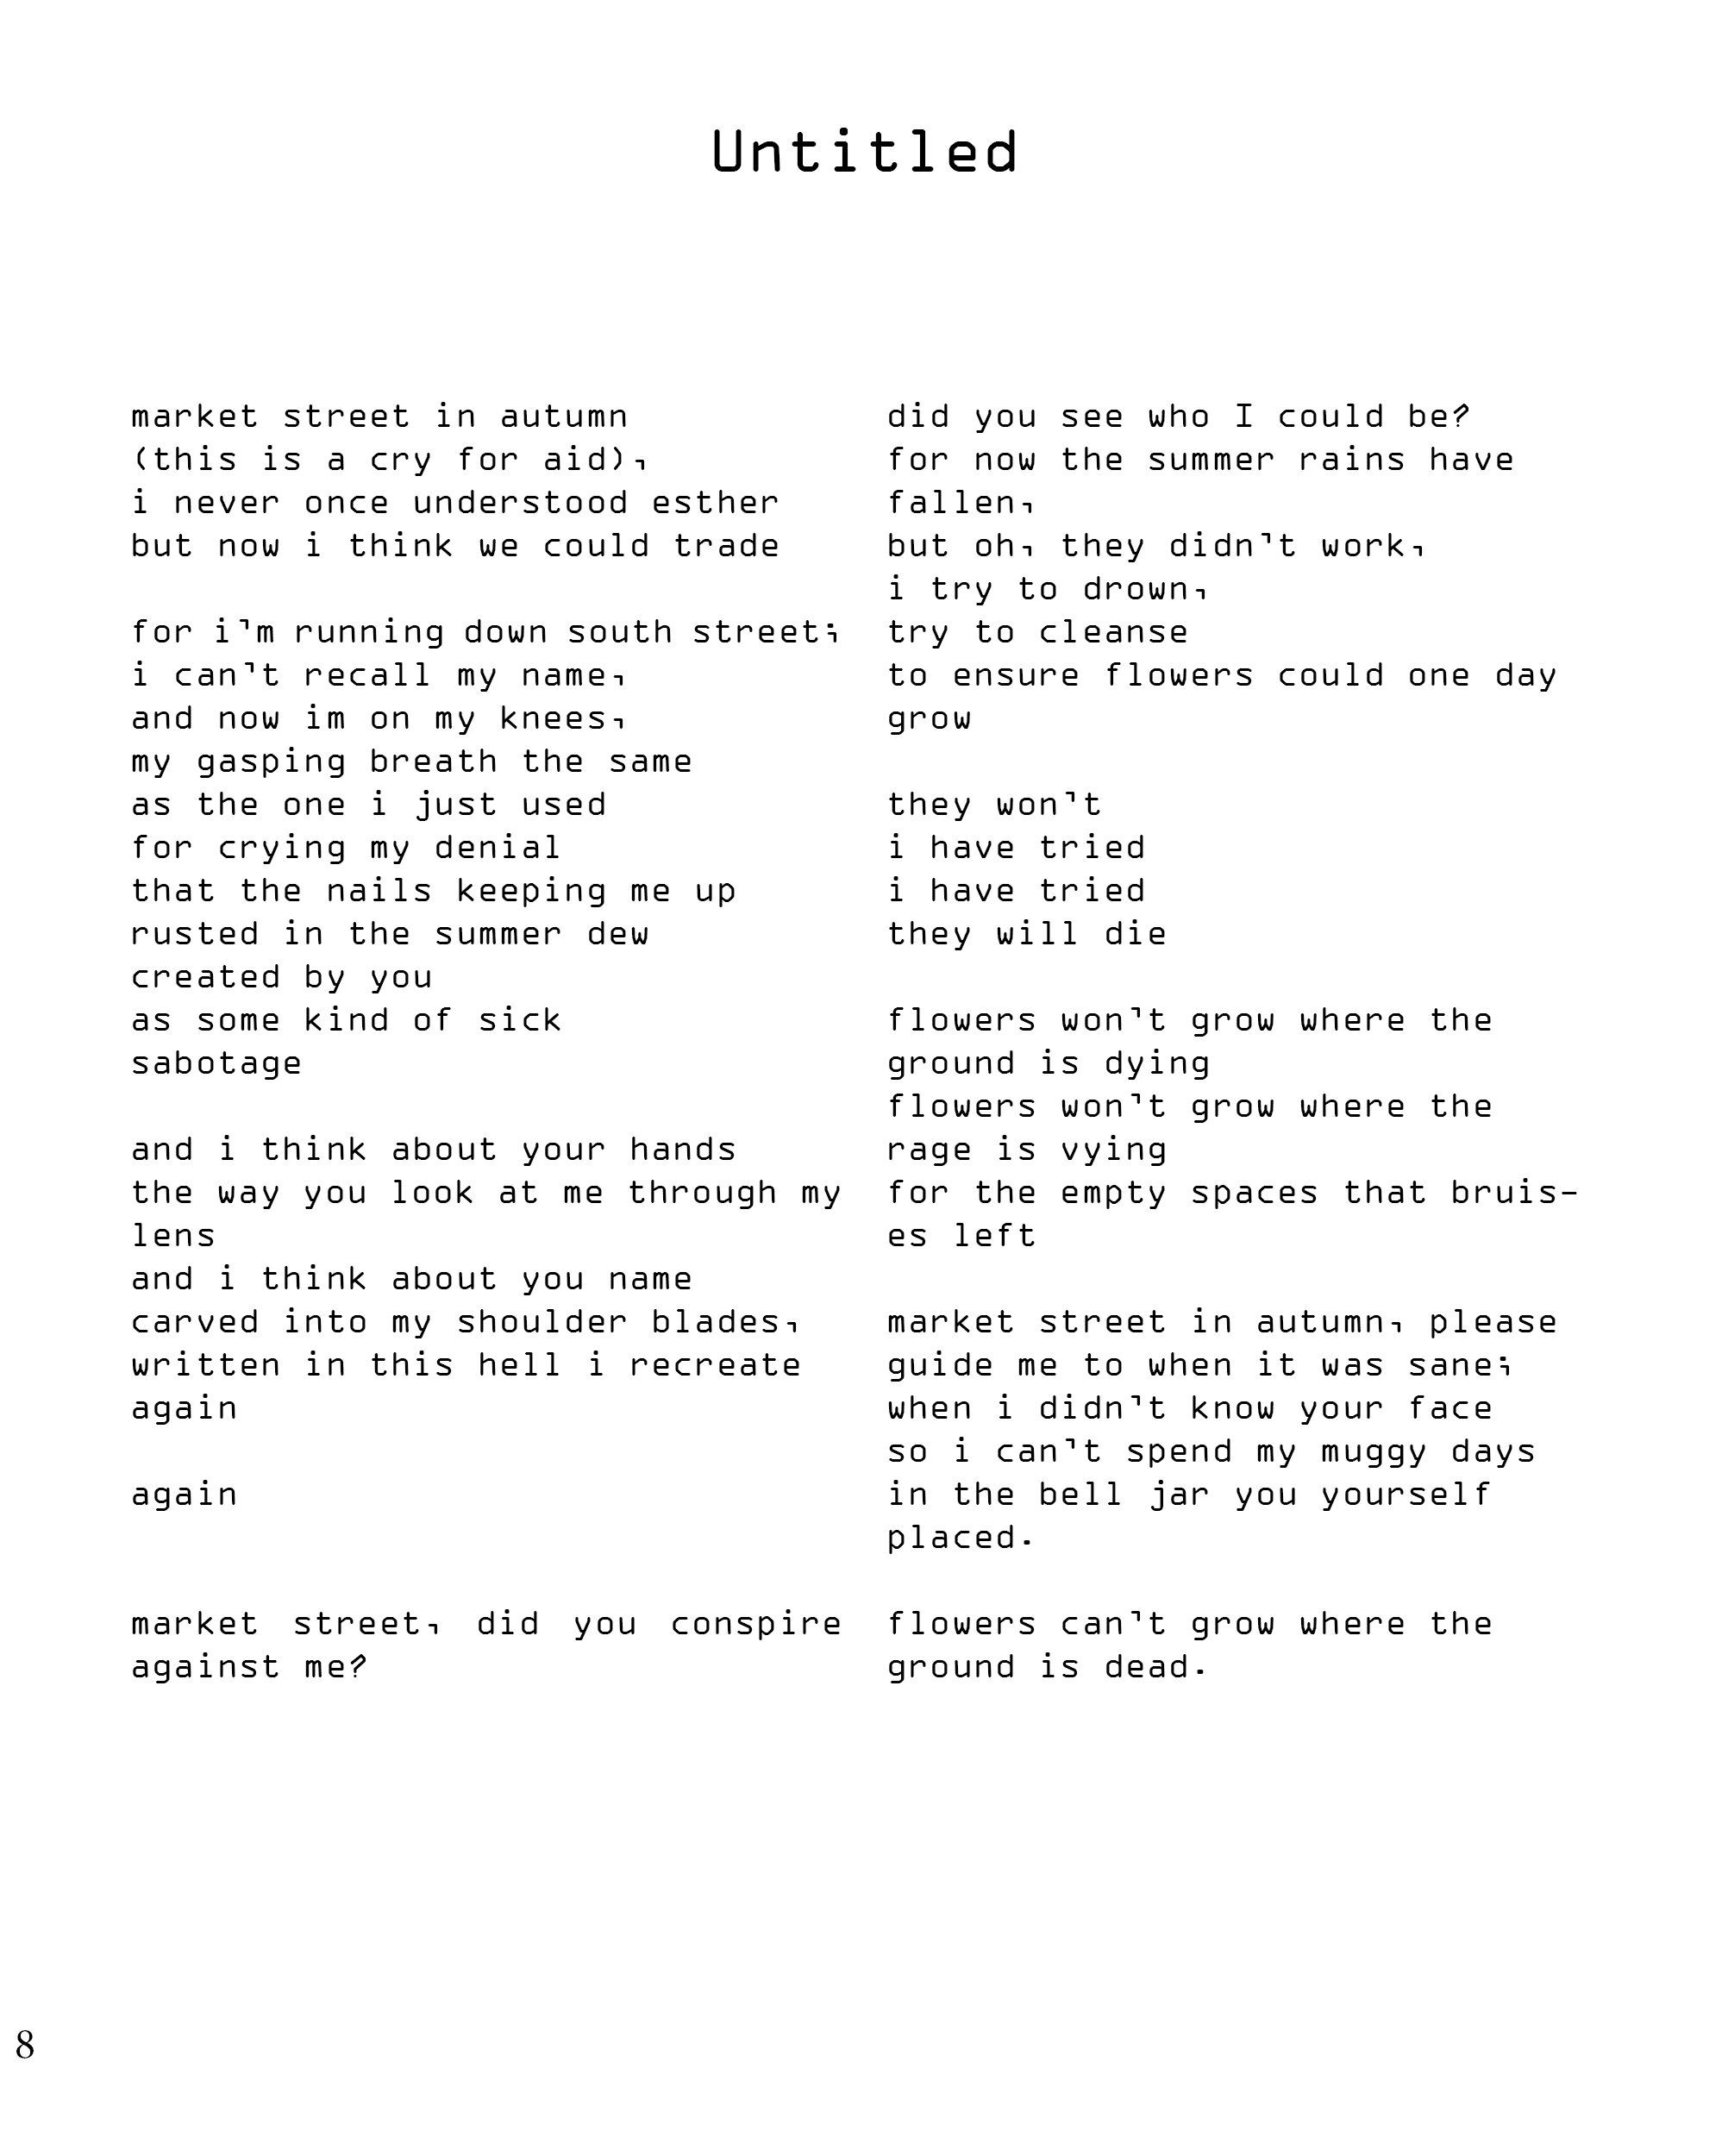 Untitled
market street in autumn
(this is a cry for aid),
i never once understood esther
but now i think we could trade
for i'm running down south street;
i can't recall my name,
and now im on my knees,
my gasping breath the same
as the one i just used
for crying my denial
that the nails keeping me up
rusted in the summer dew
created by you
as some kind of sick
sabotage
and i think about your hands
the way you look at me through my
lens
and i think about you name
carved into my shoulder blades,
written in this hell i recreate
again
again
market street, did you conspire
against me?
did you see who I could be?
for now the summer rains have
fallen,
but oh, they didn't work,
i try to drown,
try to cleanse
to ensure flowers could one day
grow
they won't
i have tried
i have tried
they will die
flowers won't grow where the
ground is dying
flowers won't grow where the
rage is vying
for the empty spaces that bruis-
es left
market street in autumn, please
guide me to when it was sane;
when i didn't know your face
so i can't spend my muggy days
in the bell jar you yourself
placed.
flowers can't grow where the
ground is dead.
8